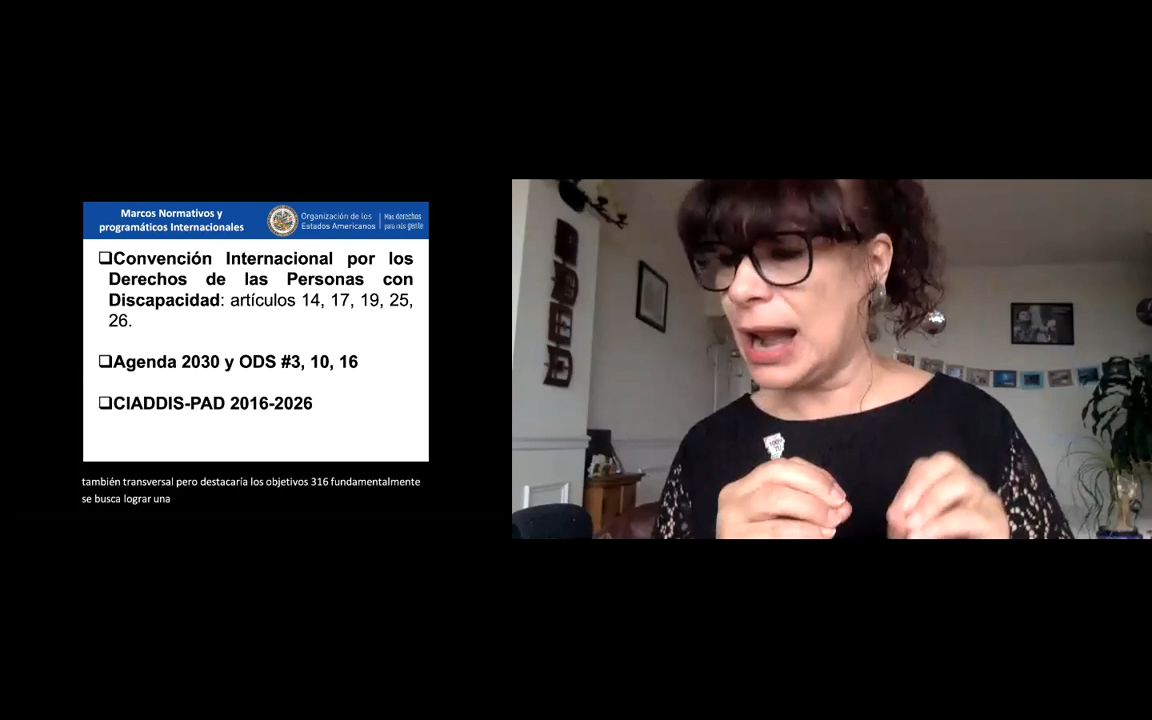 Marcos Normativos y
programáticos Internacionales
Organización de los
Estados Americanos
Más derechos
para más gente
❑Convención Internacional por los
Derechos de las Personas con
Discapacidad: artículos 14, 17, 19, 25,
26.
❑Agenda 2030 y ODS #3, 10, 16
❑CIADDIS-PAD 2016-2026
también transversal pero destacaría los objetivos 316 fundamentalmente
se busca lograr una